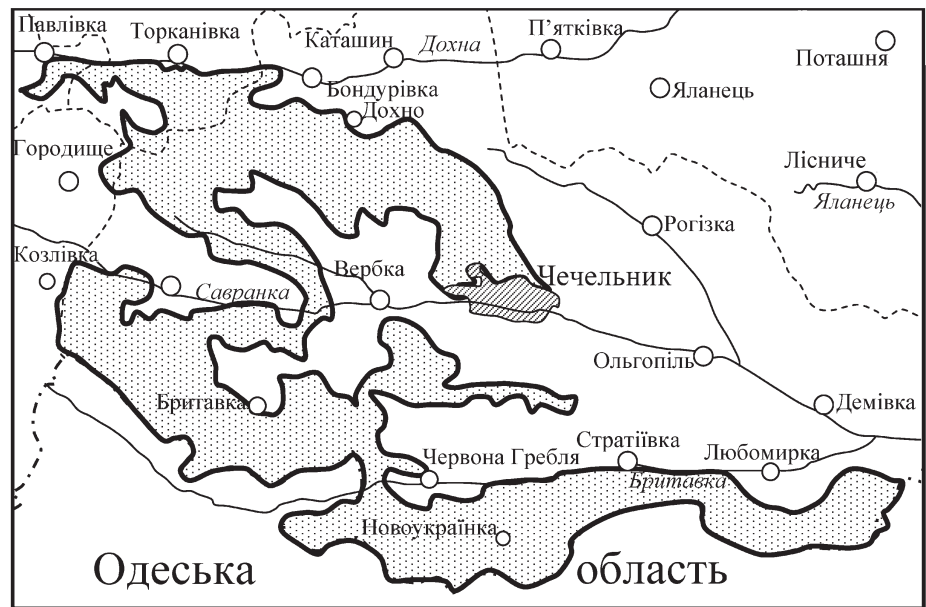 Павлівка
Торканівка
Каташин
Дохна
П’ятківка
Поташня
Бондурівка
Яланець
Дохно
Городище
Лісниче
Яланець
Рогізка
Козлівка
Вербка
Чечельник
Савранка
Ольгопіль
Бритавка
Демівка
Стратіївка
Любомирка
Червона Гребля
Бритавка
Новоукраїнка
Одеська область